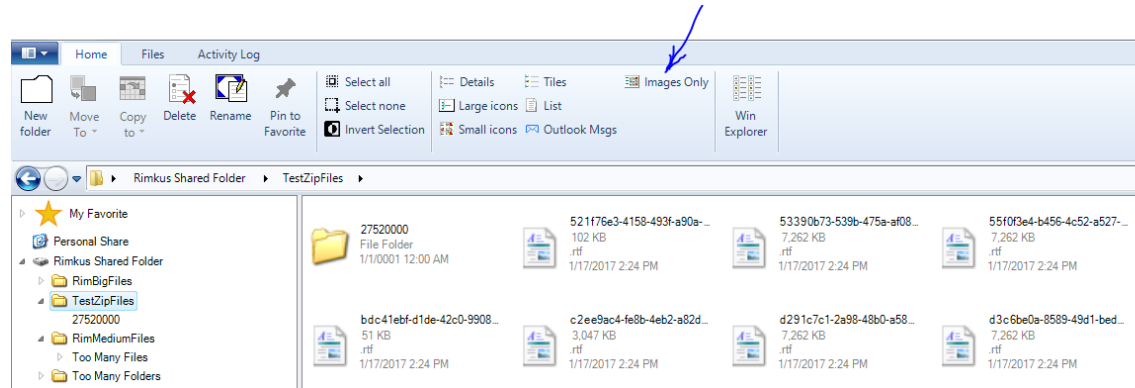 Home Files Activity Log
New folder
Move To
Copy to
Delete
Rename
Pin to Favorite
Select all
Select none
Invert Selection
Details
Large icons
Small icons
Tiles
List
Outlook Msgs
Images Only
Win Explorer
Rimkus Shared Folder TestZipFiles
My Favorite
Personal Share
Rimkus Shared Folder
RimBigFiles
TestZipFiles
27520000
RimMediumFiles
Too Many Files
Too Many Folders
27520000
File Folder
1/1/0001 12:00 AM
521f76e3-4158-493f-a90a-...
102 KB
.rtf
1/17/2017 2:24 PM
53390b73-539b-475a-af08...
7,262 KB
.rtf
1/17/2017 2:24 PM
55f0f3e4-b456-4c52-a527-...
7,262 KB
.rtf
1/17/2017 2:24 PM
bdc41ebf-d1de-42c0-9908...
51 KB
.rtf
1/17/2017 2:24 PM
c2ee9ac4-fe8b-4eb2-a82d...
3,047 KB
.rtf
1/17/2017 2:24 PM
d291c7c1-2a98-48b0-a58...
7,262 KB
.rtf
1/17/2017 2:24 PM
d3c6be0a-8589-49d1-bed...
7,262 KB
.rtf
1/17/2017 2:24 PM